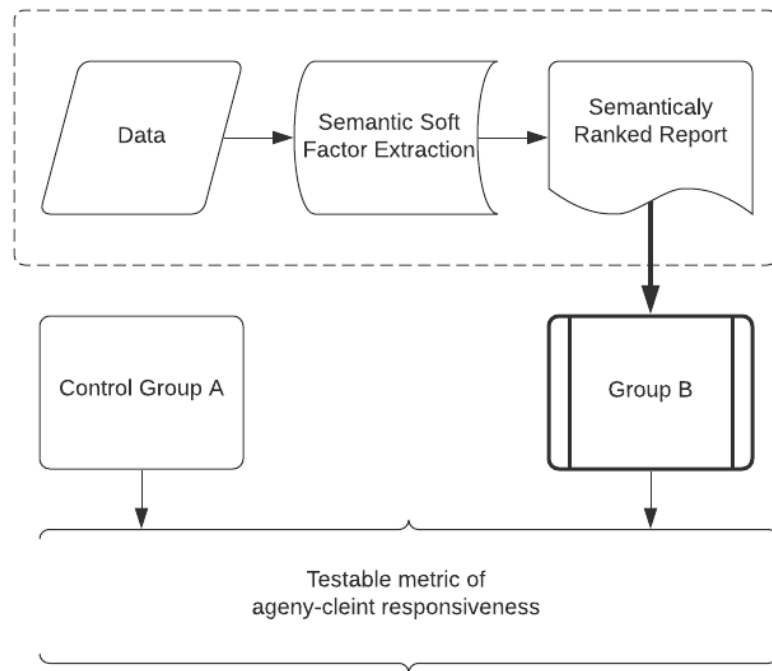 Data
Semantic Soft
Factor Extraction
Semanticaly
Ranked Report
Control Group A
Group B
Testable metric of
ageny-cleint responsiveness